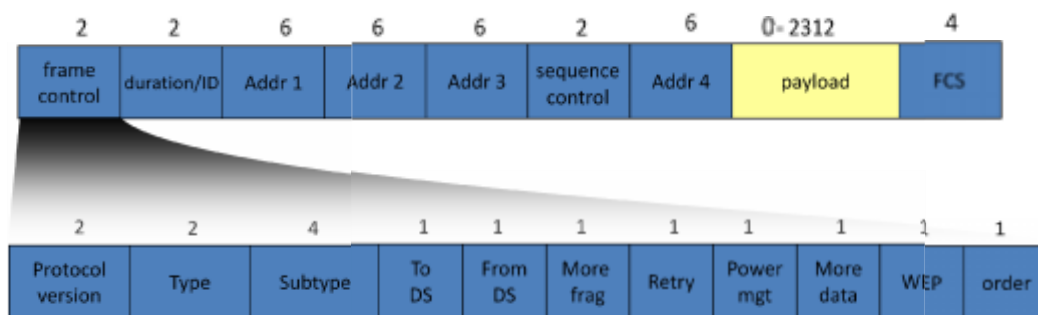 2 2 6 6 6 2 6 0-2312 4
frame control duration/ID Addr 1 Addr 2 Addr 3 sequence control Addr 4 payload FCS
2 2 4 1 1 1 1 1 1 1 1
Protocol version Type Subtype To DS From DS More frag Retry Power mgt More data WEP order